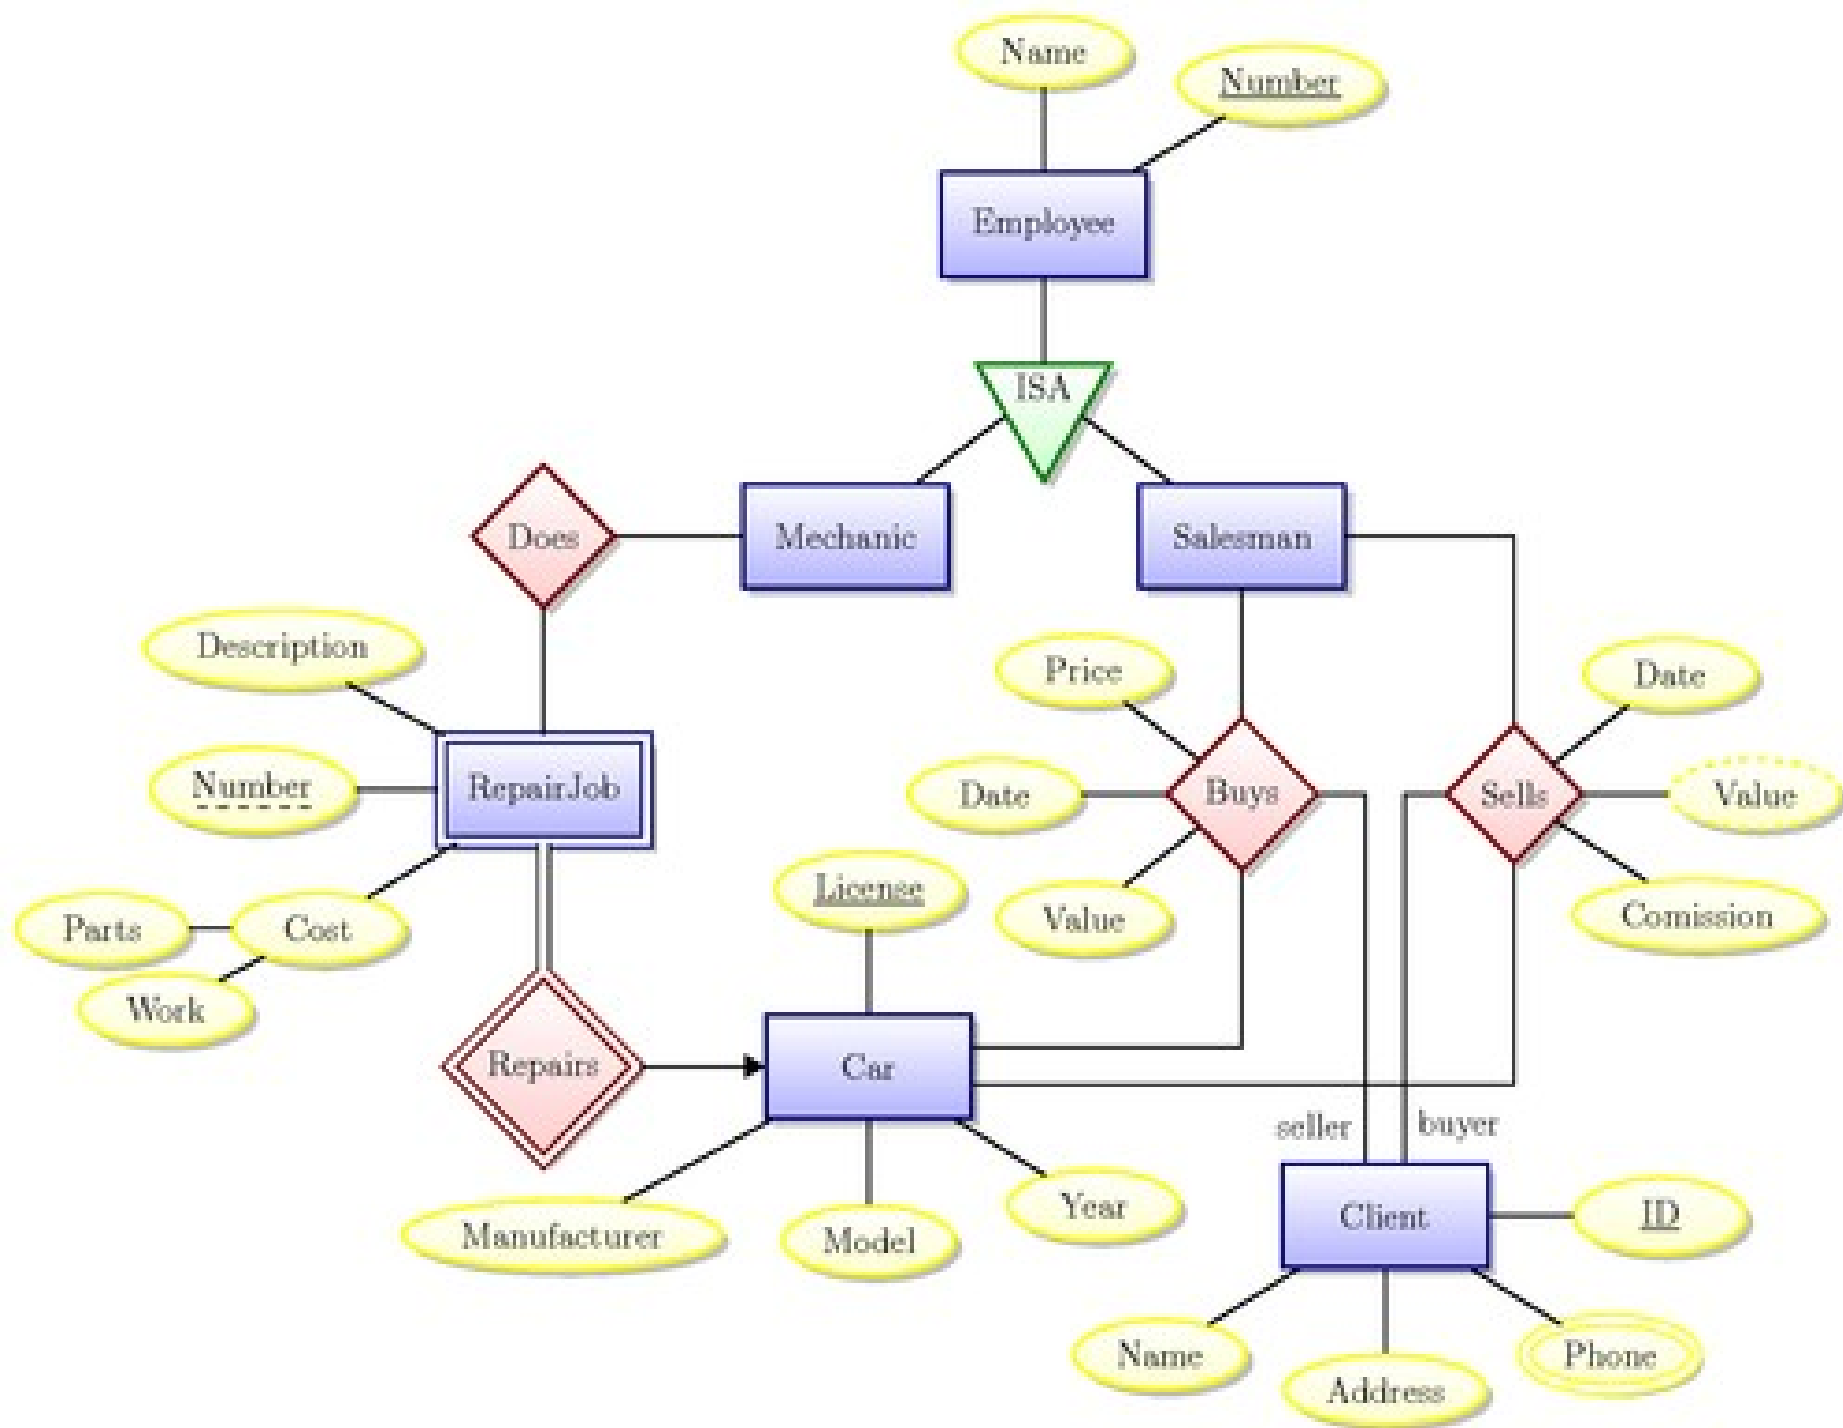 Name
Number
Employee
ISA
Does
Mechanic
Salesman
Description
Price
Date
Number
RepairJob
Date
Buys
Sells
Value
License
Value
Comission
Parts
Cost
Work
Repairs
Car
seller
buyer
Manufacturer
Model
Year
Client
ID
Name
Address
Phone